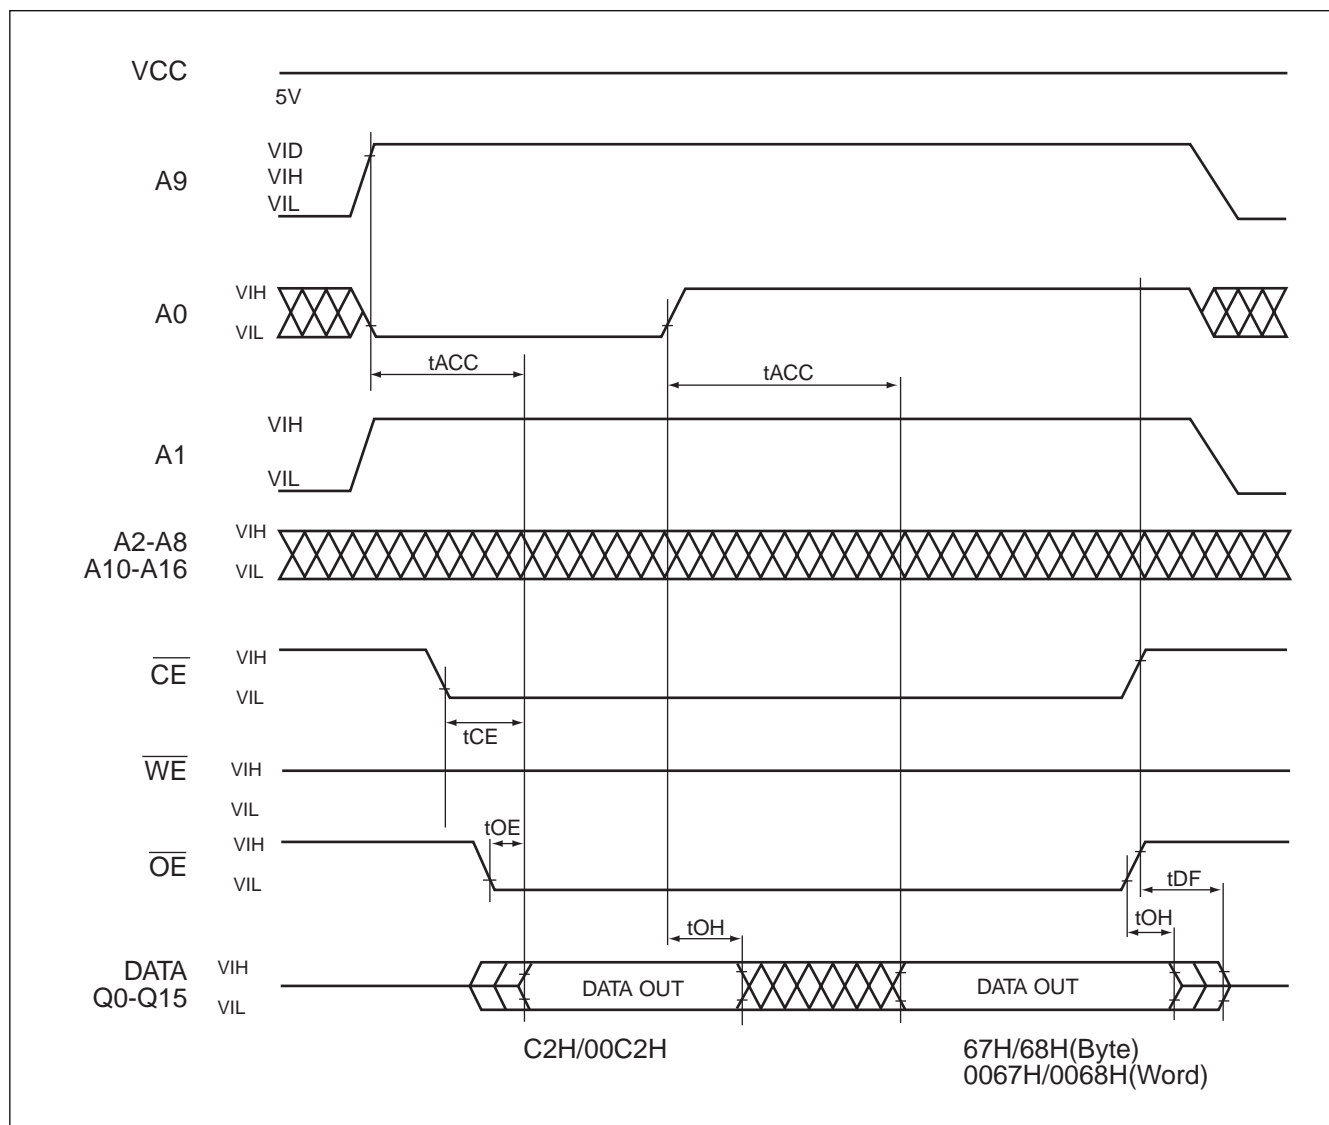 VCC
5V
A9
VID
VIH
VIL
A0
VIH
VIL
tACC
tACC
A1
VIH
VIL
A2-A8
A10-A16
VIH
VIL
CE
VIH
VIL
tCE
WE
VIH
VIL
tOE
OE
VIH
VIL
tDF
tOH
tOH
DATA
Q0-Q15
VIH
VIL
DATA OUT
DATA OUT
C2H/00C2H
67H/68H(Byte)
0067H/0068H(Word)